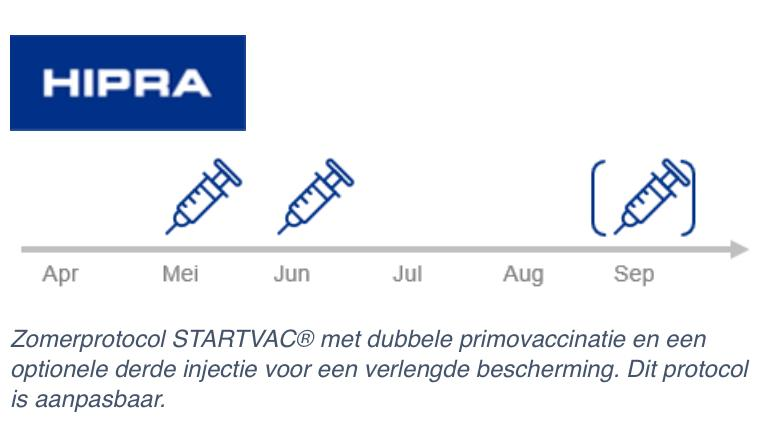 HIPRA
Apr Mei Jun Jul Aug Sep
Zomerprotocol STARTVAC® met dubbele primovaccinatie en een
optionele derde injectie voor een verlengde bescherming. Dit protocol
is aanpasbaar.